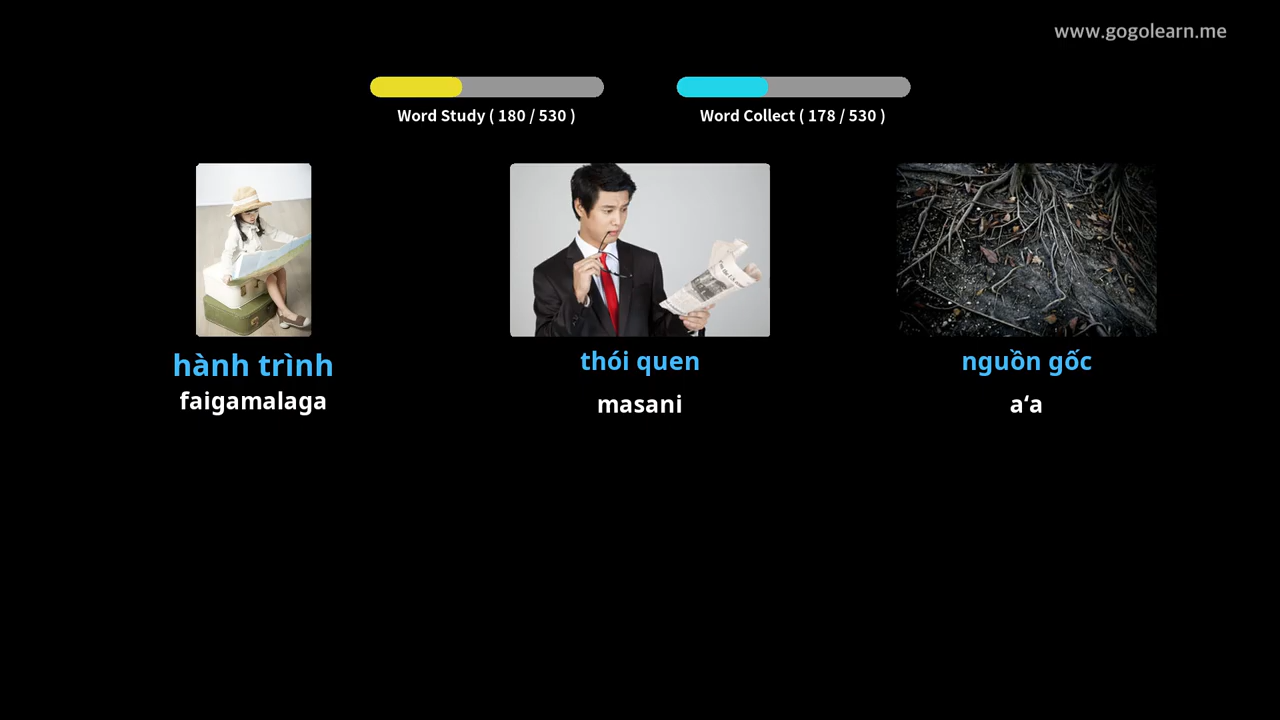 www.gogolearn.me
Word Study ( 180 / 530 )
Word Collect ( 178 / 530 )
hành trình
faigamalaga
thói quen
masani
nguồn gốc
aʻa